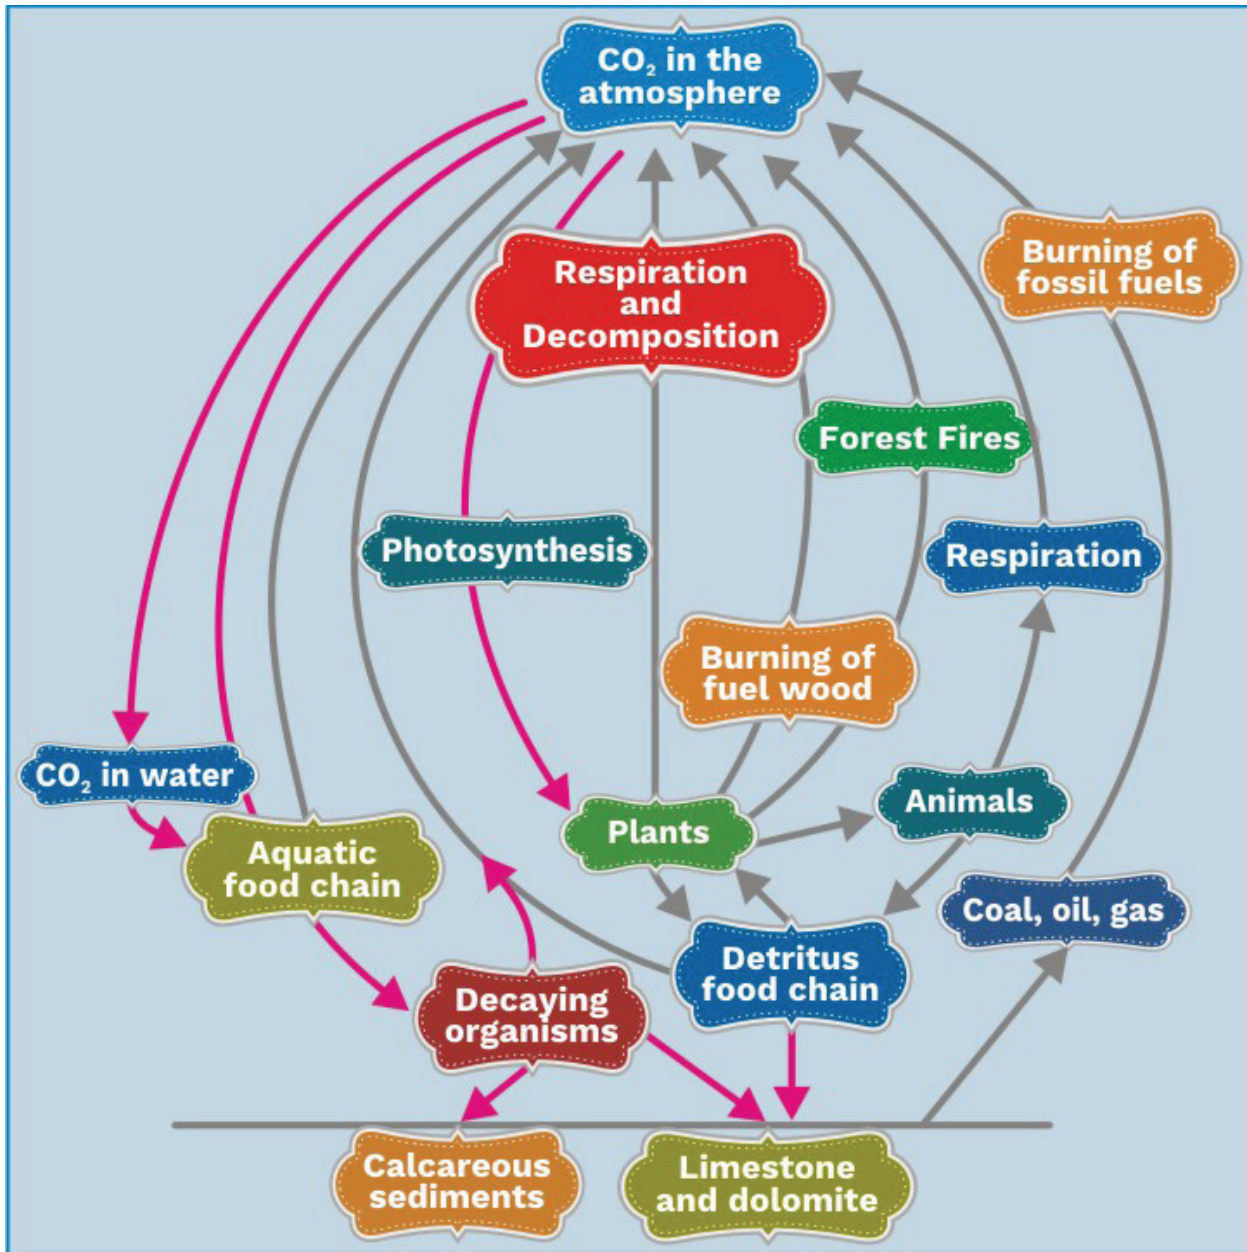 CO₂ in the
atmosphere
Burning of
fossil fuels
Respiration
and
Decomposition
Forest Fires
Photosynthesis
Respiration
Burning of
fuel wood
CO₂ in water
Animals
Plants
Aquatic
food chain
Coal, oil, gas
Detritus
food chain
Decaying
organisms
Calcareous
sediments
Limestone
and dolomite